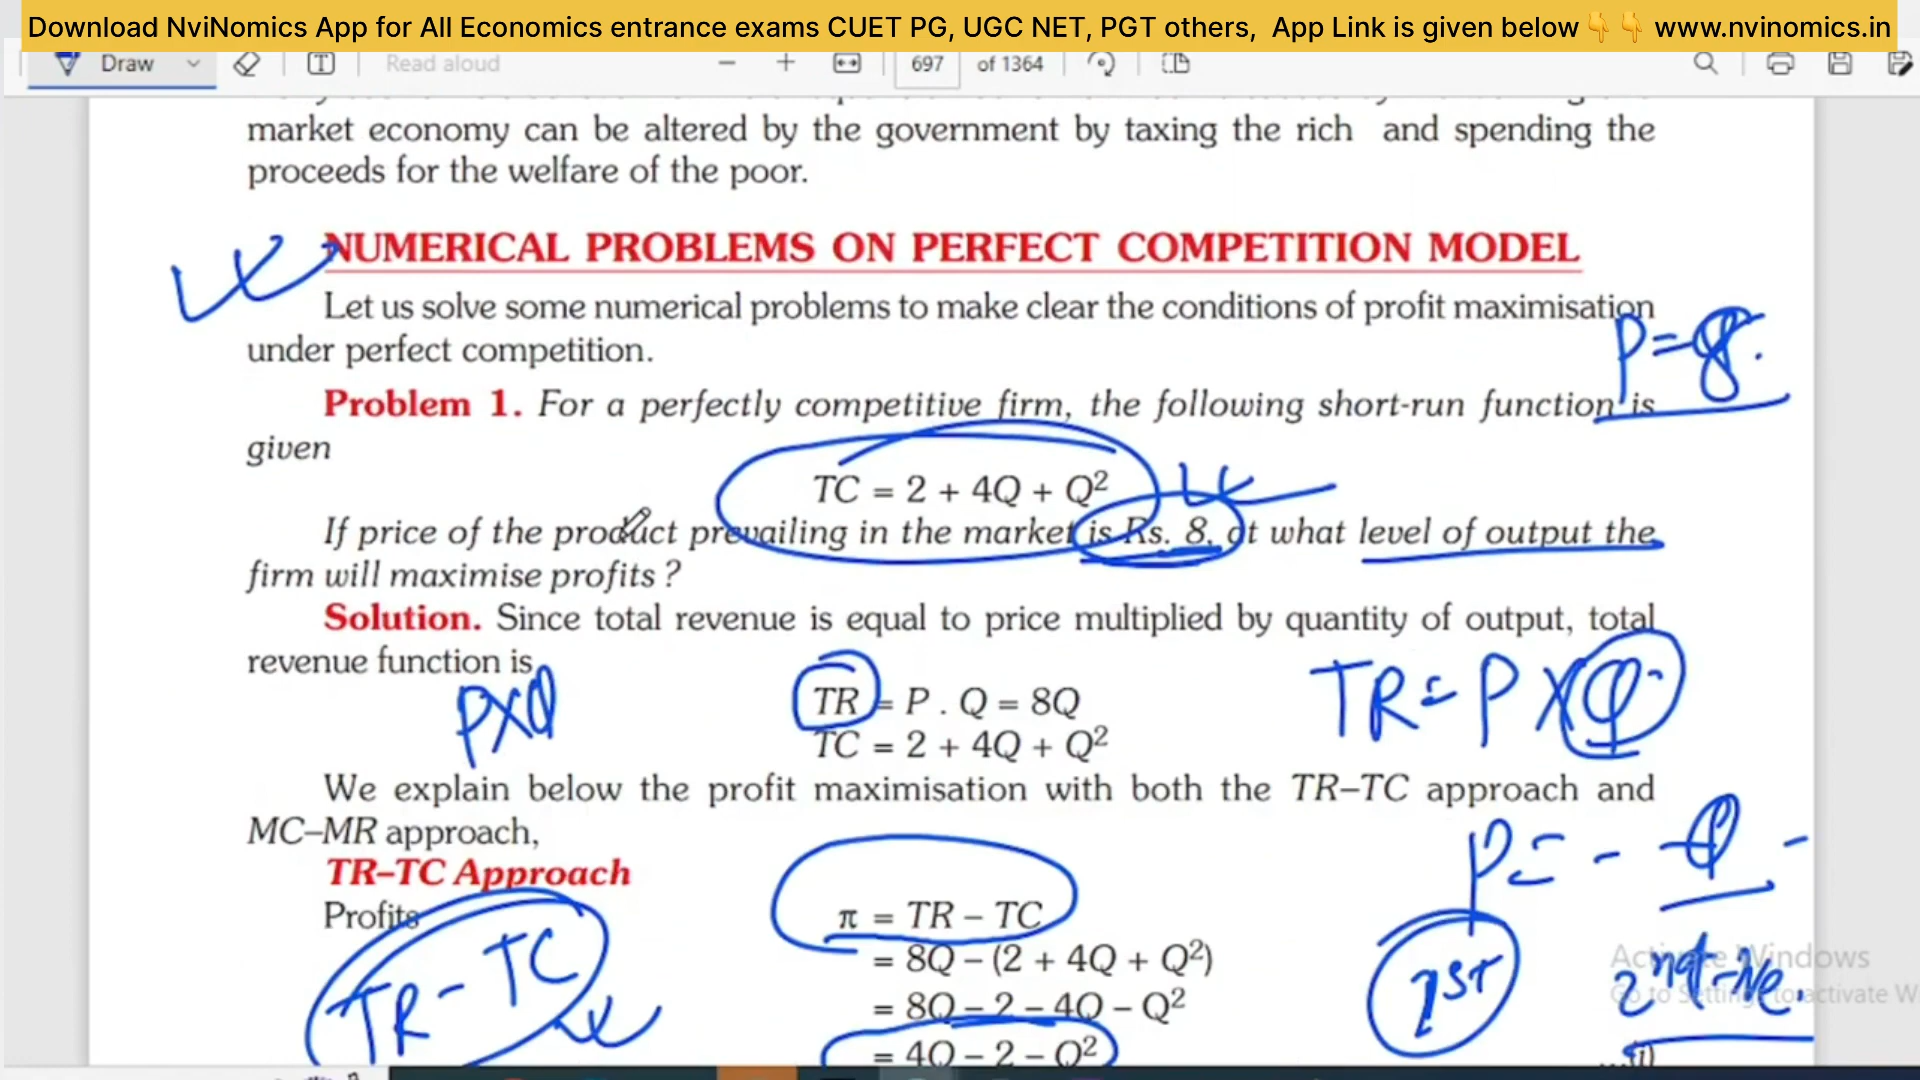 Download NviNomics App for All Economics entrance exams CUET PG, UGC NET, PGT others, App Link is given below👇👇 www.nvinomics.in
Draw
Read aloud
697 of 1364
market economy can be altered by the government by taxing the rich and spending the
proceeds for the welfare of the poor.
NUMERICAL PROBLEMS ON PERFECT COMPETITION MODEL
Let us solve some numerical problems to make clear the conditions of profit maximisation
under perfect competition.
P=8.
Problem 1. For a perfectly competitive firm, the following short-run function is
given
TC = 2 + 4Q + Q²
If price of the product prevailing in the market is Rs. 8, at what level of output the
firm will maximise profits ?
Solution. Since total revenue is equal to price multiplied by quantity of output, total
revenue function is
PXQ
TR = P . Q = 8Q
TR = P X Q
TC = 2 + 4Q + Q²
We explain below the profit maximisation with both the TR–TC approach and
MC–MR approach,
P = - Q -
TR–TC Approach
Profits
π = TR – TC
TR - TC
= 8Q – (2 + 4Q + Q²)
1st
2nd -ve.
Activate Windows
Go to Settings to activate W
= 8Q – 2 – 4Q – Q²
= 4Q – 2 – Q²
...(i)